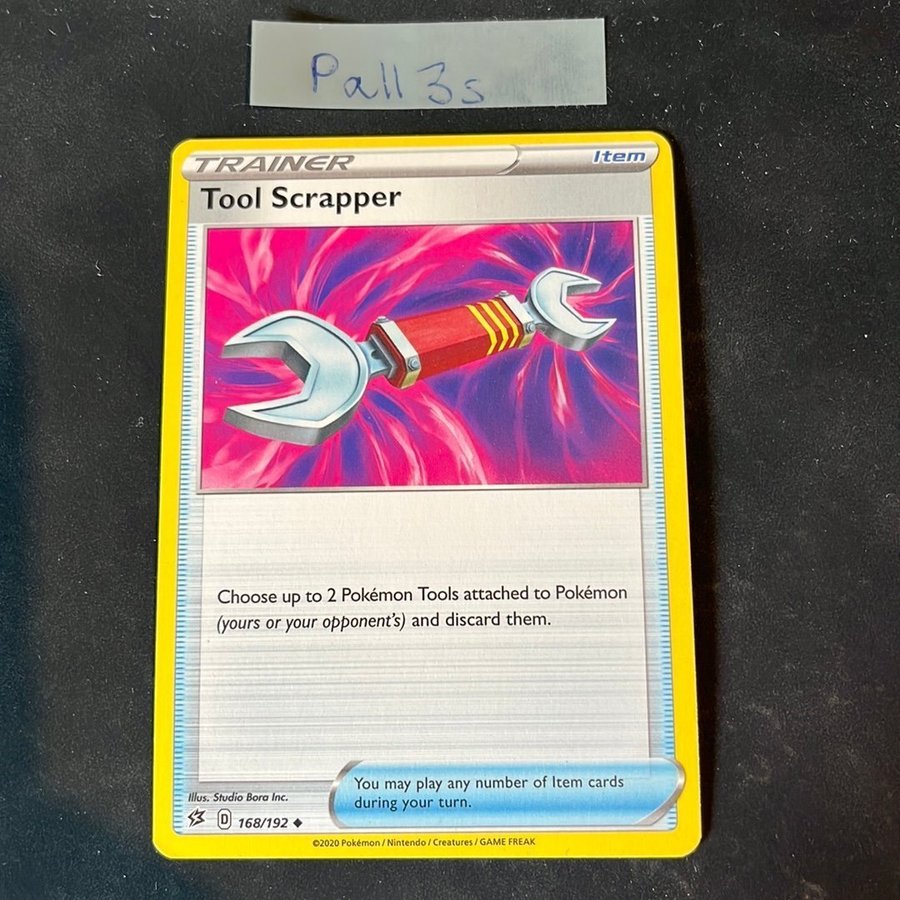 Pall3s
TRAINER
Item
Tool Scrapper
Choose up to 2 Pokémon Tools attached to Pokémon
(yours or your opponent's) and discard them.
You may play any number of Item cards
during your turn.
Illus. Studio Bora Inc.
D 168/192
©2020 Pokémon / Nintendo / Creatures / GAME FREAK